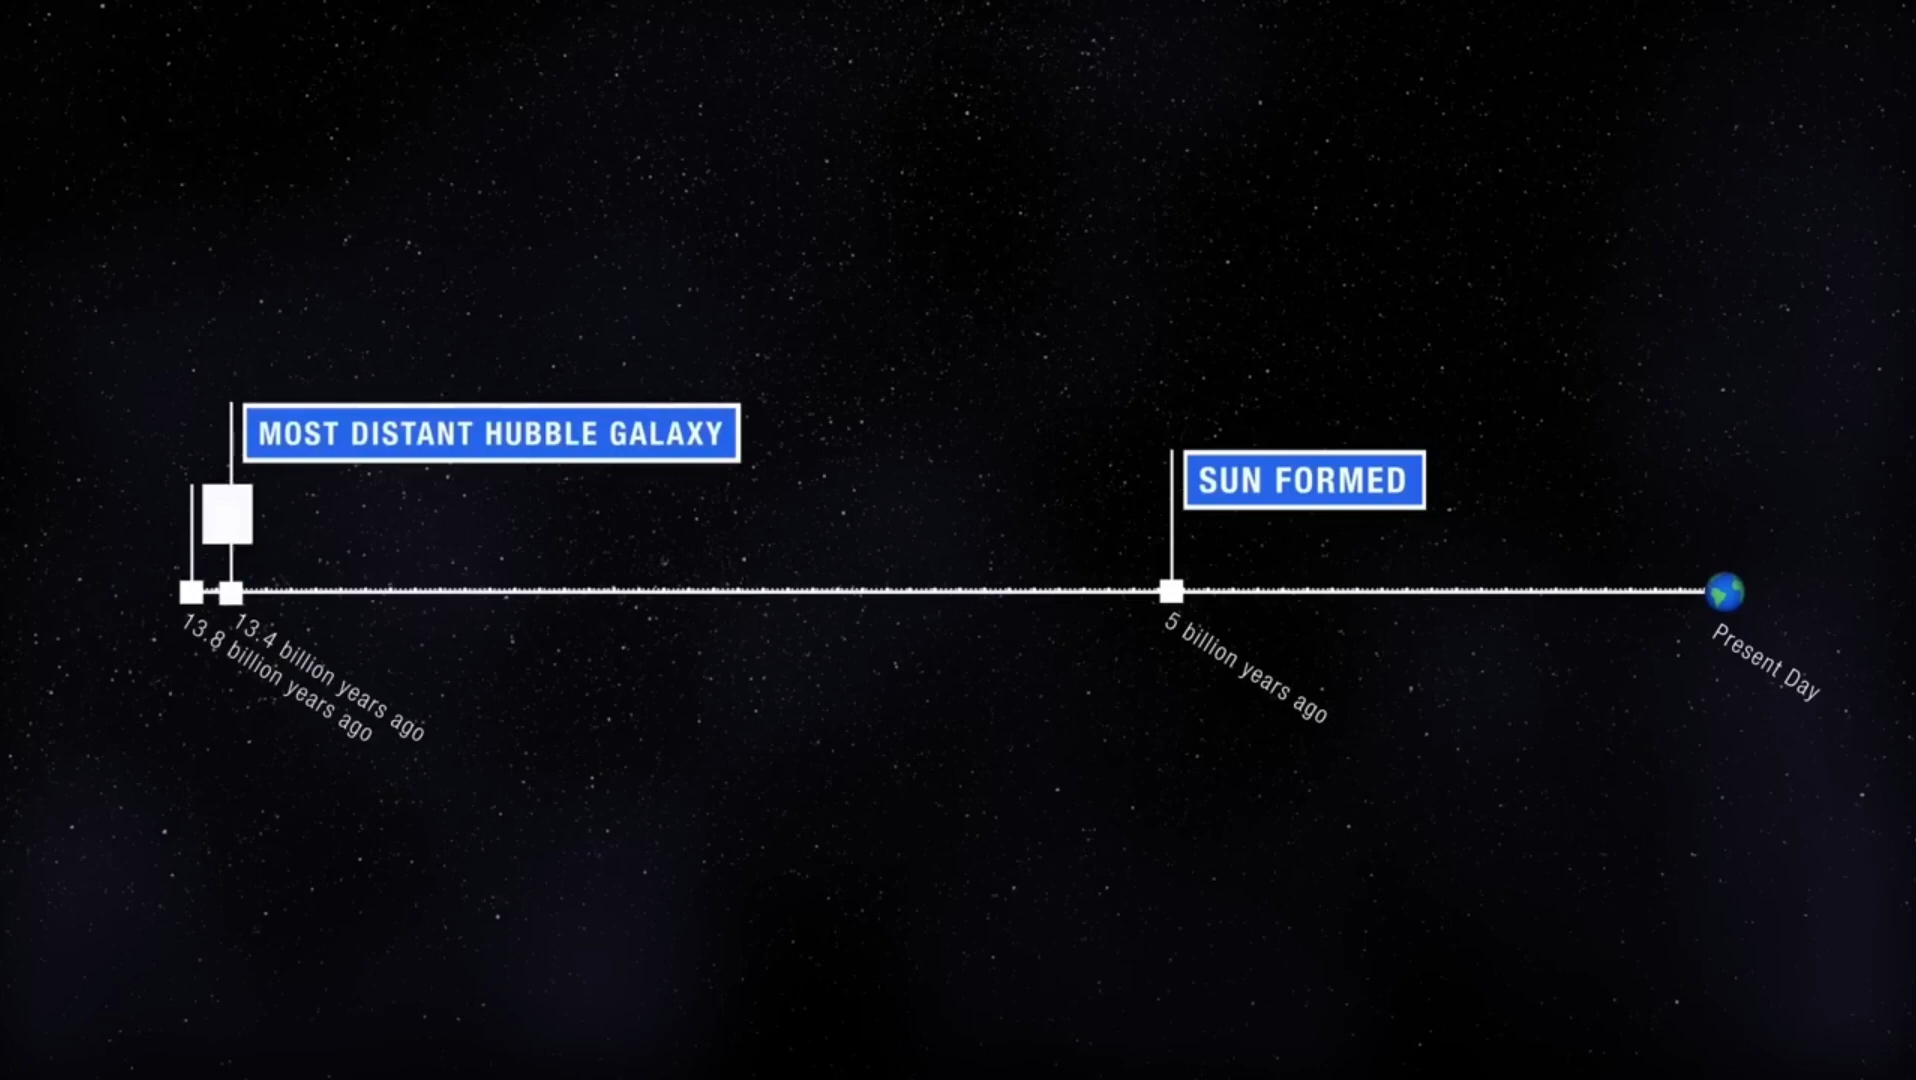 MOST DISTANT HUBBLE GALAXY
SUN FORMED
13.8 billion years ago
13.4 billion years ago
5 billion years ago
Present Day